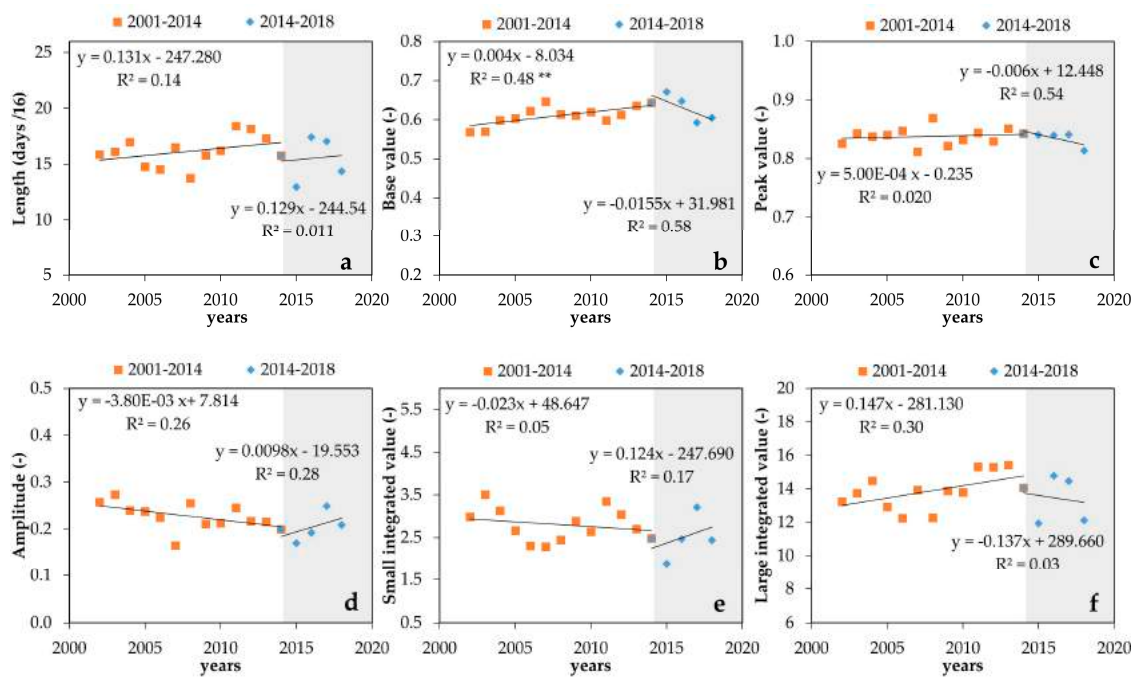 2001-2014 2014-2018
y = 0.131x - 247.280
R² = 0.14
y = 0.129x - 244.54
R² = 0.011
Length (days /16)
25
20
15
10
5
2000 2005 2010 2015 2020
years
a
2001-2014 2014-2018
y = 0.004x - 8.034
R² = 0.48 **
y = -0.0155x + 31.981
R² = 0.58
Base value (-)
0.8
0.6
0.4
0.2
2000 2005 2010 2015 2020
years
b
2001-2014 2014-2018
y = -0.006x + 12.448
R² = 0.54
y = 5.00E-04 x - 0.235
R² = 0.020
Peak value (-)
1.0
0.9
0.8
0.7
0.6
2000 2005 2010 2015 2020
years
c
2001-2014 2014-2018
y = -3.80E-03 x+ 7.814
R² = 0.26
y = 0.0098x - 19.553
R² = 0.28
Amplitude (-)
0.5
0.4
0.3
0.2
0.1
0.0
2000 2005 2010 2015 2020
years
d
2001-2014 2014-2018
y = -0.023x + 48.647
R² = 0.05
y = 0.124x - 247.690
R² = 0.17
Small integrated value (-)
5.5
4.5
3.5
2.5
1.5
0.5
2000 2005 2010 2015 2020
years
e
2001-2014 2014-2018
y = 0.147x - 281.130
R² = 0.30
y = -0.137x + 289.660
R² = 0.03
Large integrated value (-)
20
18
16
14
12
10
8
6
2000 2005 2010 2015 2020
years
f